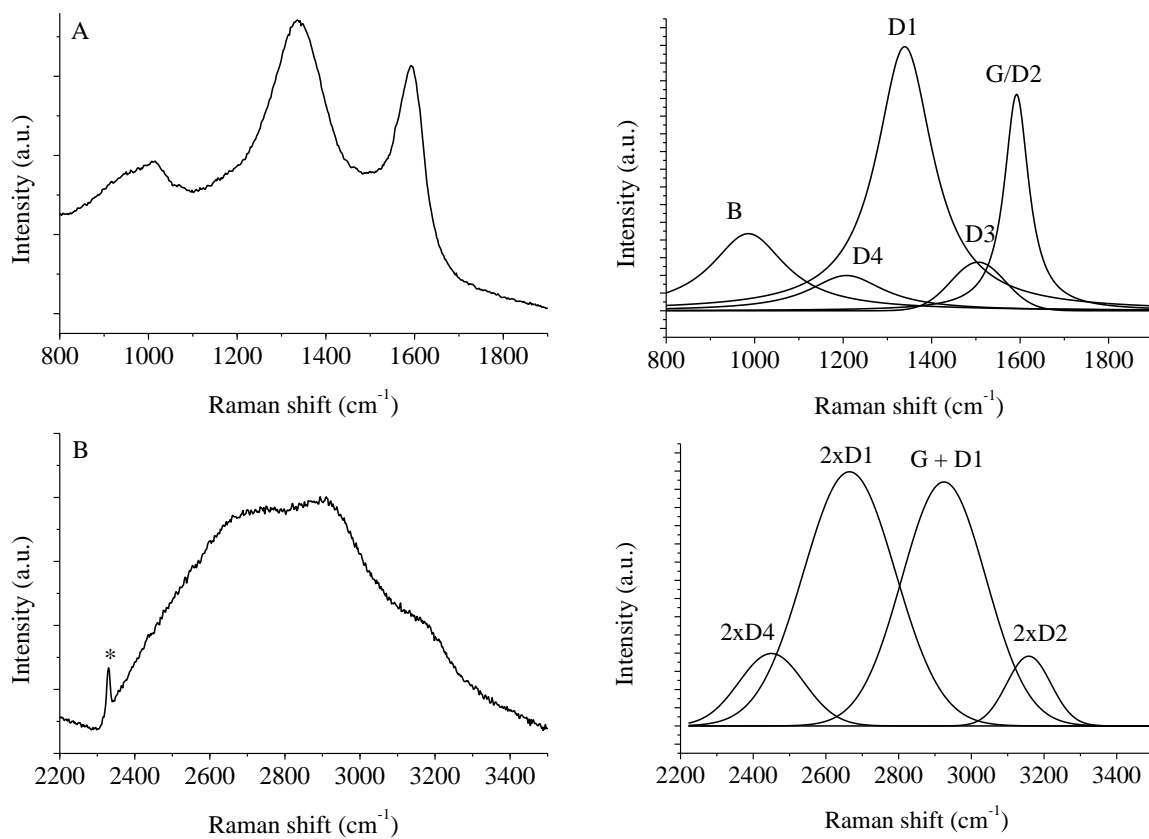 A
Intensity (a.u.)
800 1000 1200 1400 1600 1800
Raman shift (cm⁻¹)
D1
G/D2
B
D3
D4
Intensity (a.u.)
800 1000 1200 1400 1600 1800
Raman shift (cm⁻¹)
B
*
Intensity (a.u.)
2200 2400 2600 2800 3000 3200 3400
Raman shift (cm⁻¹)
2xD1 G + D1
2xD4 2xD2
Intensity (a.u.)
2200 2400 2600 2800 3000 3200 3400
Raman shift (cm⁻¹)